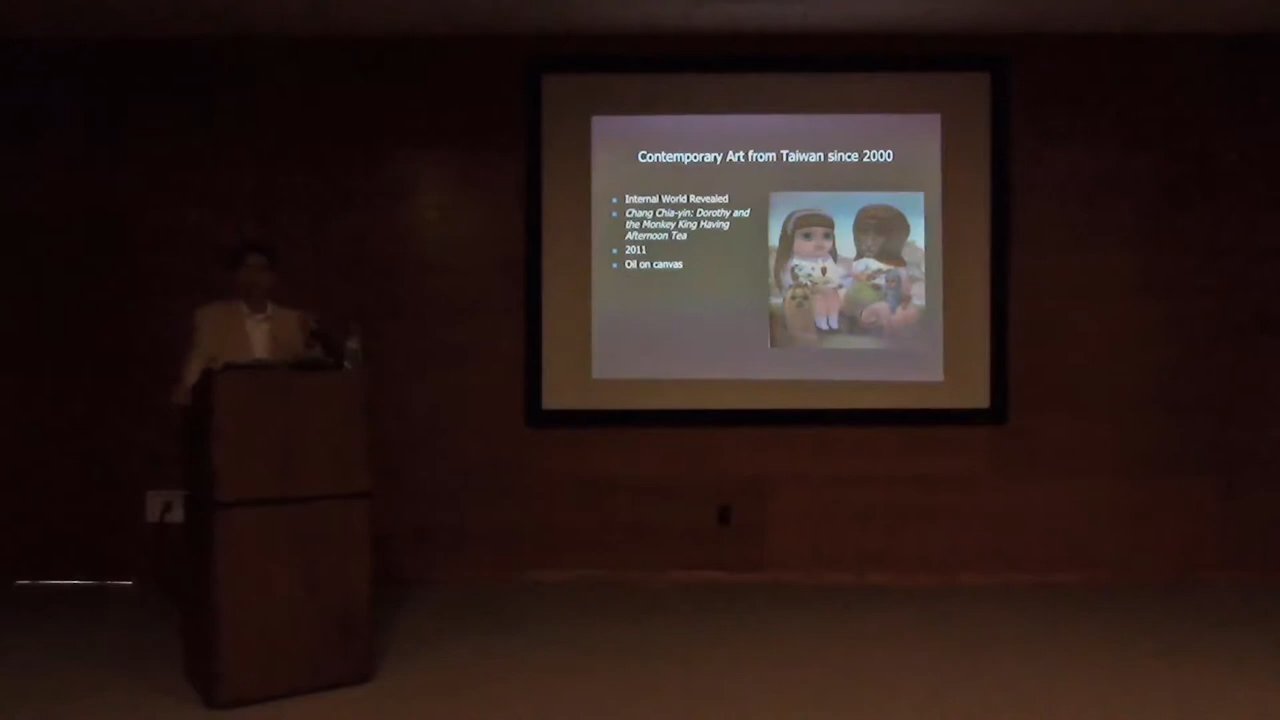 Contemporary Art from Taiwan since 2000
Internal World Revealed
Chang Chia-yin: Dorothy and
the Monkey King Having
Afternoon Tea
2011
Oil on canvas